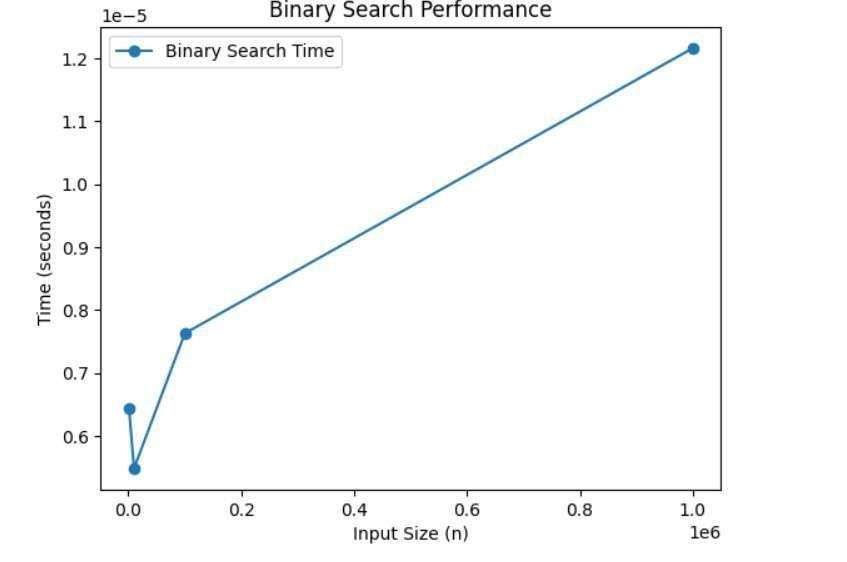 Binary Search Performance
1e−5
Binary Search Time
1.2
1.1
1.0
0.9
0.8
0.7
0.6
Time (seconds)
0.0 0.2 0.4 0.6 0.8 1.0
Input Size (n)
1e6